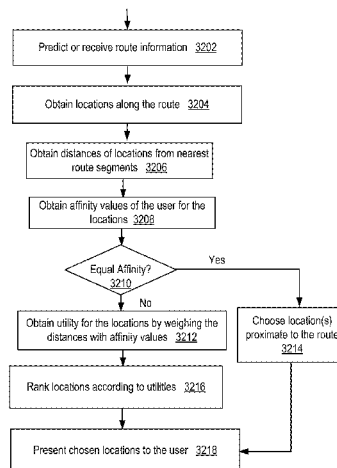 Predict or receive route information 3202
Obtain locations along the route 3204
Obtain distances of locations from nearest
route segments 3206
Obtain affinity values of the user for the
locations 3208
Equal Affinity?
3210
Yes
No
Obtain utility for the locations by weighing the
distances with affinity values 3212
Choose location(s)
proximate to the route
3214
Rank locations according to utilities 3216
Present chosen locations to the user 3218